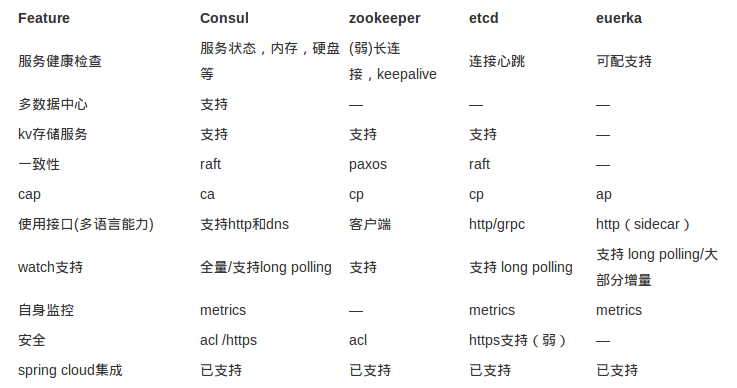 Feature Consul zookeeper etcd euerka
服务健康检查 服务状态，内存，硬盘等 (弱)长连接，keepalive 连接心跳 可配支持
多数据中心 支持 — — —
kv存储服务 支持 支持 支持 —
一致性 raft paxos raft —
cap ca cp cp ap
使用接口(多语言能力) 支持http和dns 客户端 http/grpc http（sidecar）
watch支持 全量/支持long polling 支持 支持 long polling 支持 long polling/大部分增量
自身监控 metrics — metrics metrics
安全 acl /https acl https支持（弱） —
spring cloud集成 已支持 已支持 已支持 已支持